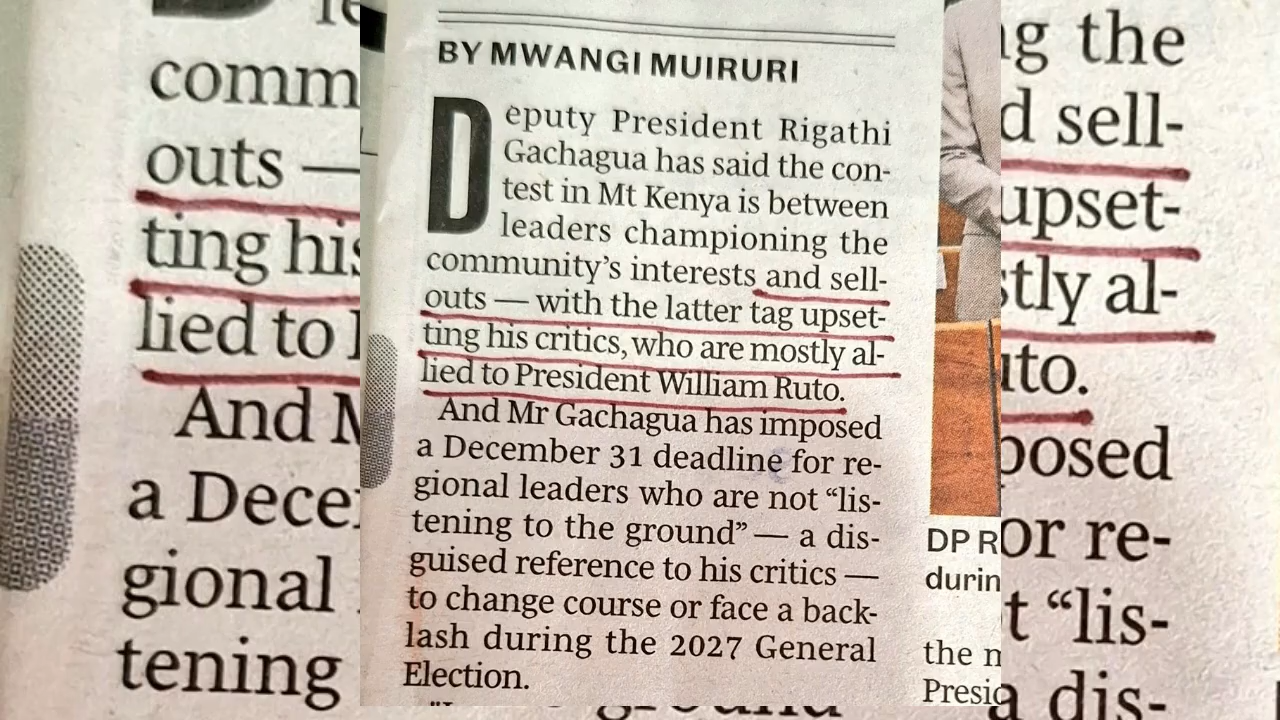 BY MWANGI MUIRURI
Deputy President Rigathi
Gachagua has said the con-
test in Mt Kenya is between
leaders championing the
community’s interests and sell-
outs — with the latter tag upset-
ting his critics, who are mostly al-
lied to President William Ruto.
And Mr Gachagua has imposed
a December 31 deadline for re-
gional leaders who are not “lis-
tening to the ground” — a dis-
guised reference to his critics —
to change course or face a back-
lash during the 2027 General
Election.
DP R
durin
the m
Presid
comm
outs —
ting his
lied to
And M
a Dece
gional
tening
ng the
d sell-
upset-
stly al-
uto.
posed
or re-
t “lis-
a dis-
ground